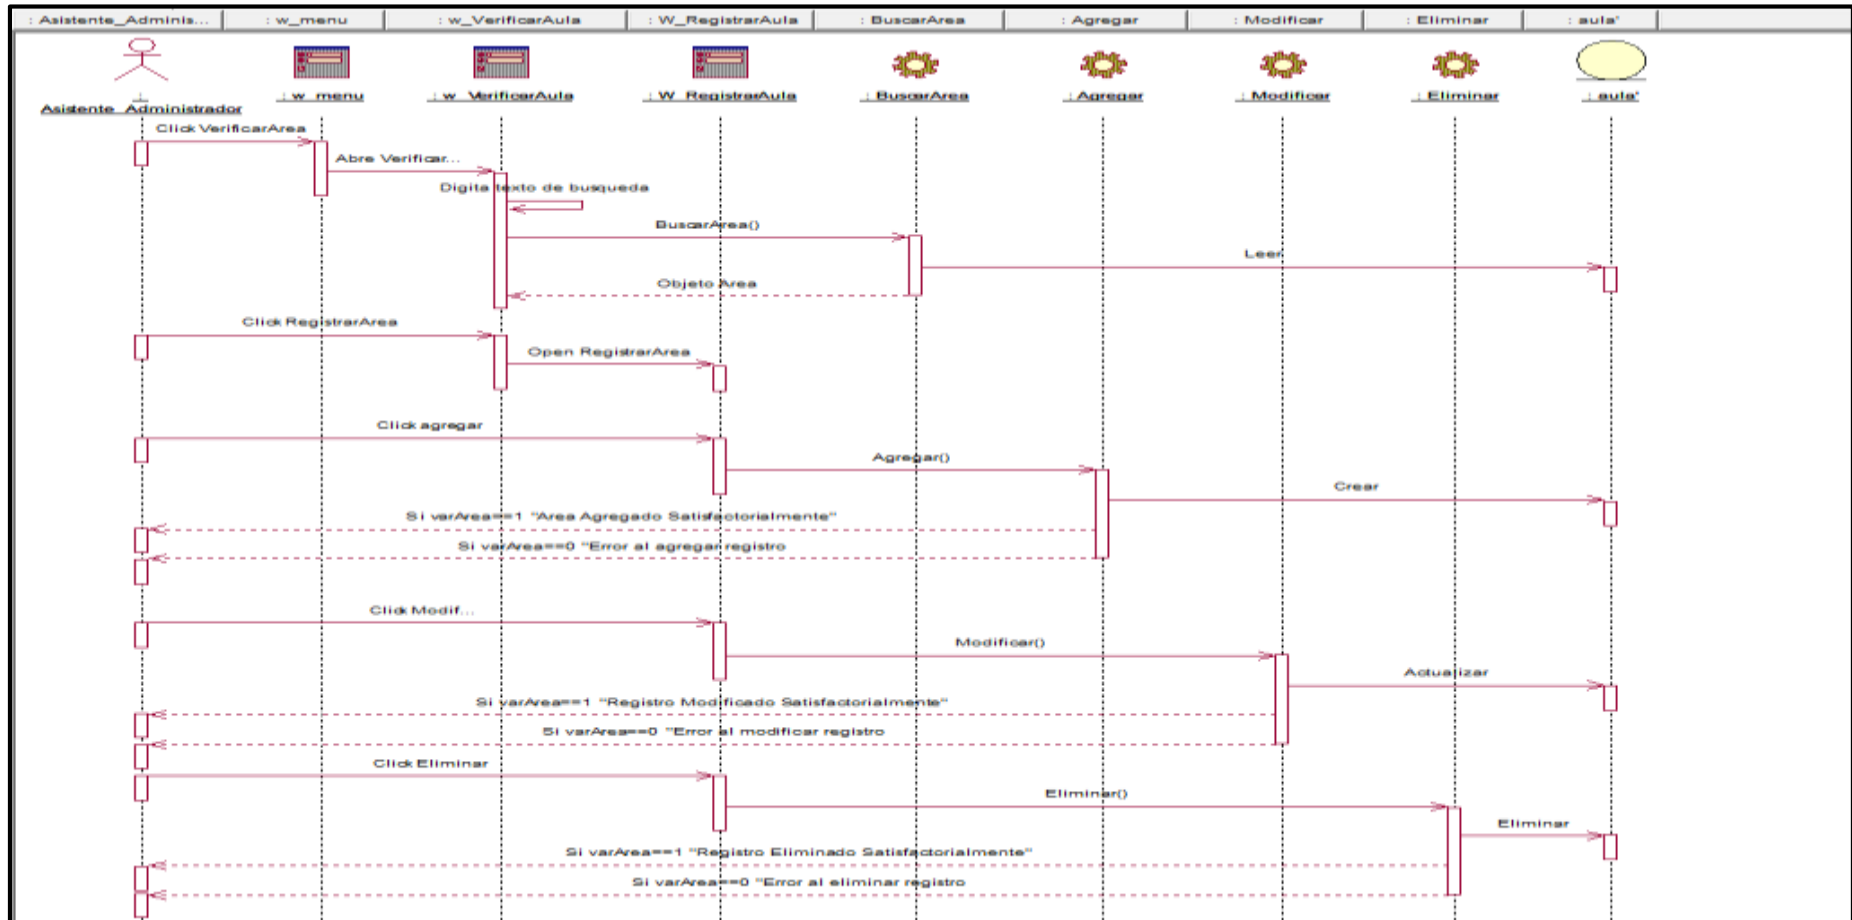 : Asistente_Adminis...
: w_menu
: w_VerificarAula
: W_RegistrarAula
: BuscarArea
: Agregar
: Modificar
: Eliminar
: aula'
:
Asistente_Administrador
: w_menu
: w_VerificarAula
: W_RegistrarAula
: BuscarArea
: Agregar
: Modificar
: Eliminar
: aula'
Click VerificarArea
Abre Verificar...
Digita texto de busqueda
BuscarArea()
Leer
Objeto Area
Click RegistrarArea
Open RegistrarArea
Click agregar
Agregar()
Crear
Si varArea==1 "Area Agregado Satisfactorialmente"
Si varArea==0 "Error al agregar registro
Click Modif...
Modificar()
Actualizar
Si varArea==1 "Registro Modificado Satisfactorialmente"
Si varArea==0 "Error al modificar registro
Click Eliminar
Eliminar()
Eliminar
Si varArea==1 "Registro Eliminado Satisfactorialmente"
Si varArea==0 "Error al eliminar registro